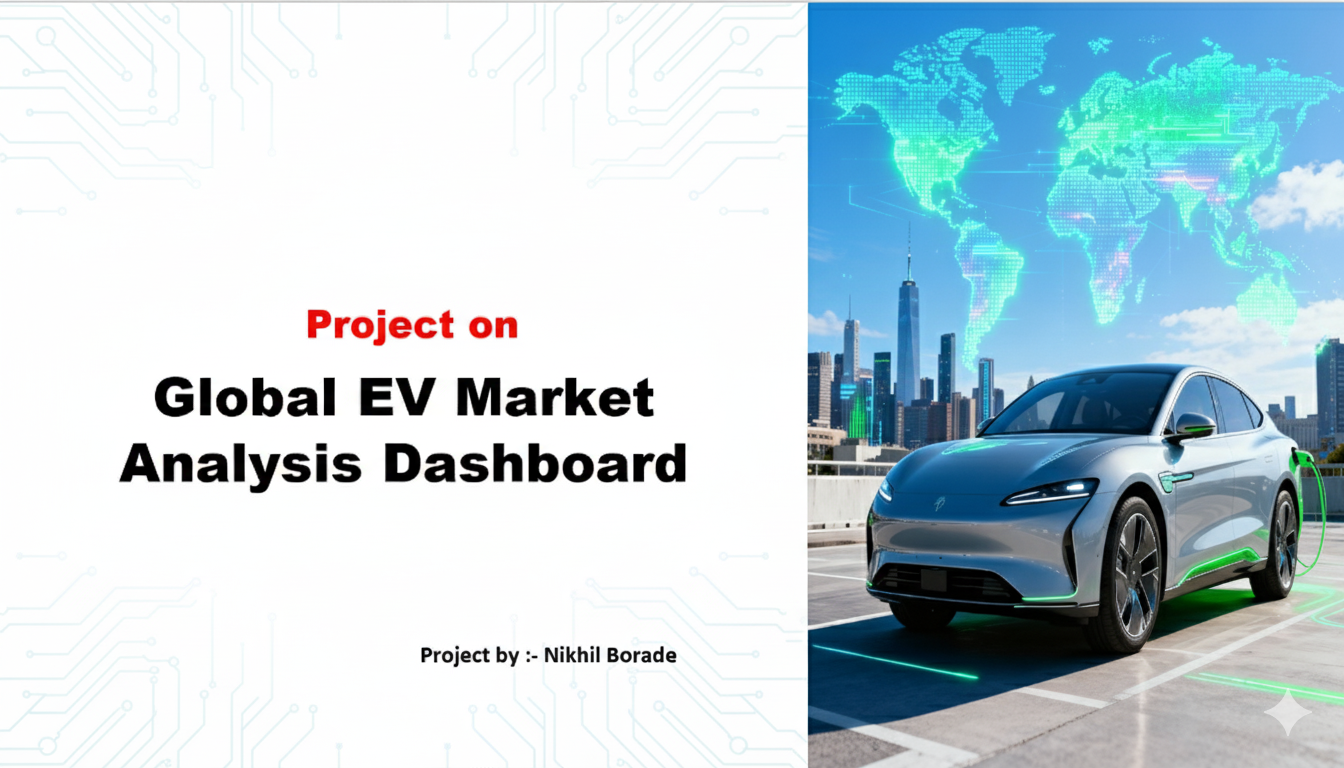 Project on
Global EV Market
Analysis Dashboard
Project by :- Nikhil Borade